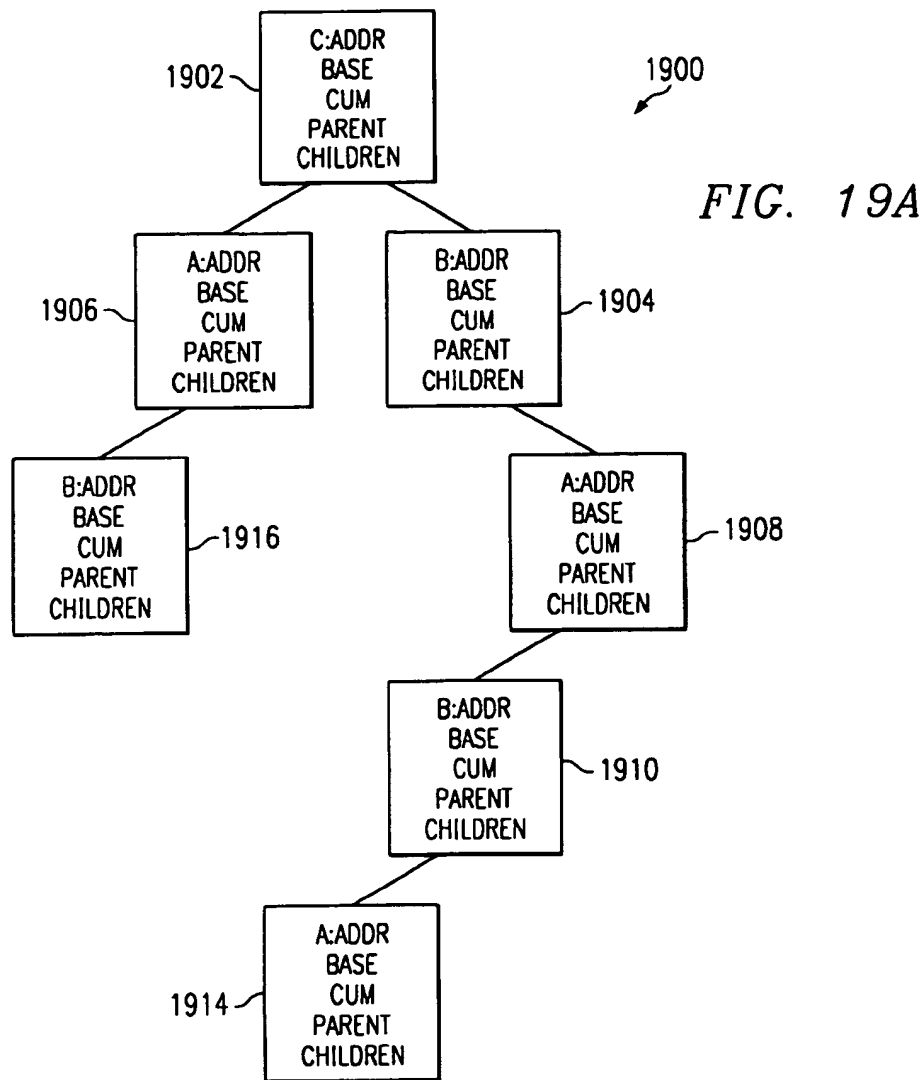 C:ADDR
BASE
CUM
PARENT
CHILDREN
1902
1900
FIG. 19A
A:ADDR
BASE
CUM
PARENT
CHILDREN
1906
B:ADDR
BASE
CUM
PARENT
CHILDREN
1904
B:ADDR
BASE
CUM
PARENT
CHILDREN
1916
A:ADDR
BASE
CUM
PARENT
CHILDREN
1908
B:ADDR
BASE
CUM
PARENT
CHILDREN
1910
A:ADDR
BASE
CUM
PARENT
CHILDREN
1914